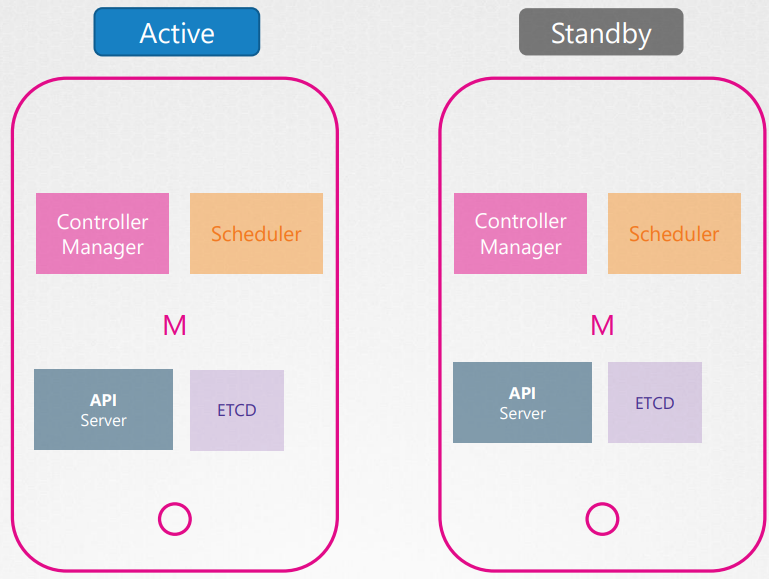 Active
Standby
Controller
Manager
Scheduler
Controller
Manager
Scheduler
M
M
API
Server
ETCD
API
Server
ETCD